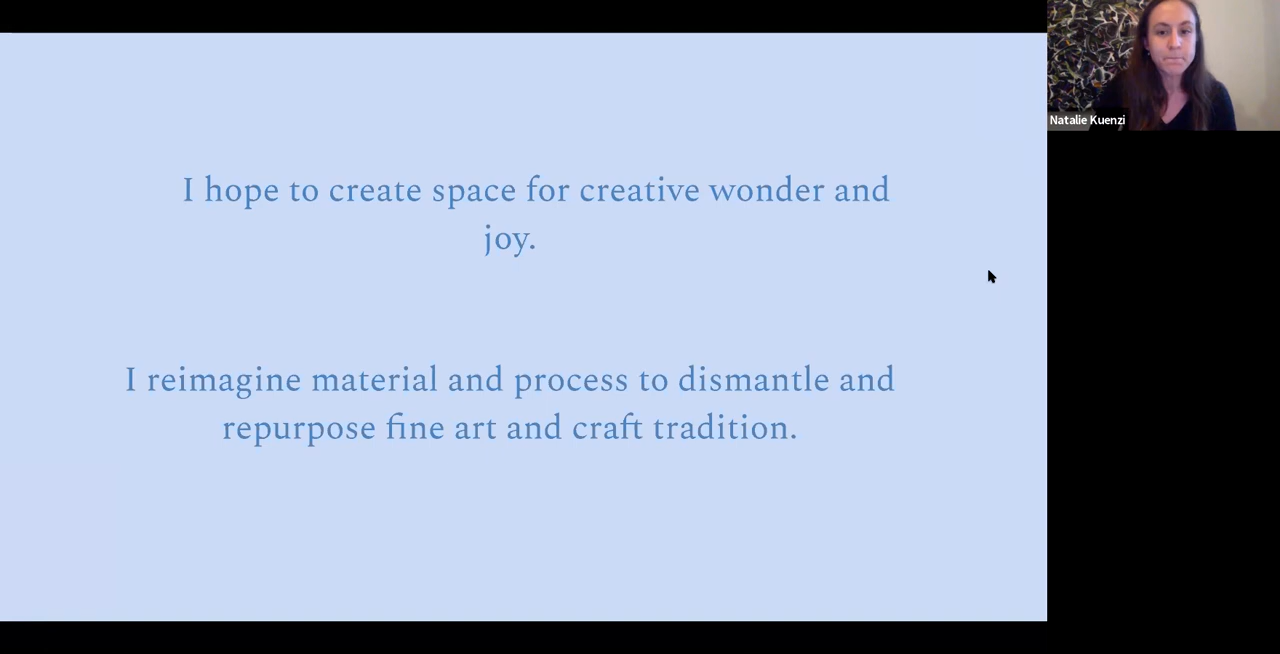 I hope to create space for creative wonder and
joy.
I reimagine material and process to dismantle and
repurpose fine art and craft tradition.
Natalie Kuenzi